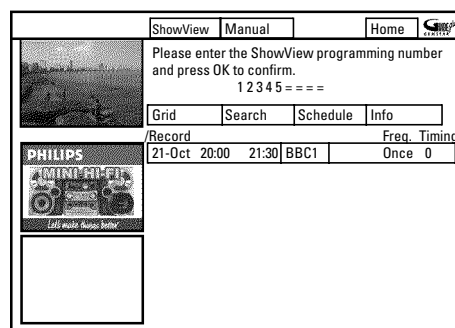 ShowView Manual Home GUIDE
GEMSTAR
Please enter the ShowView programming number
and press OK to confirm.
1 2 3 4 5 = = = =
Grid Search Schedule Info
/Record Freq. Timing
21-Oct 20:00 21:30 BBC1 Once 0
PHILIPS
MINI HI-FI
Let's make things better